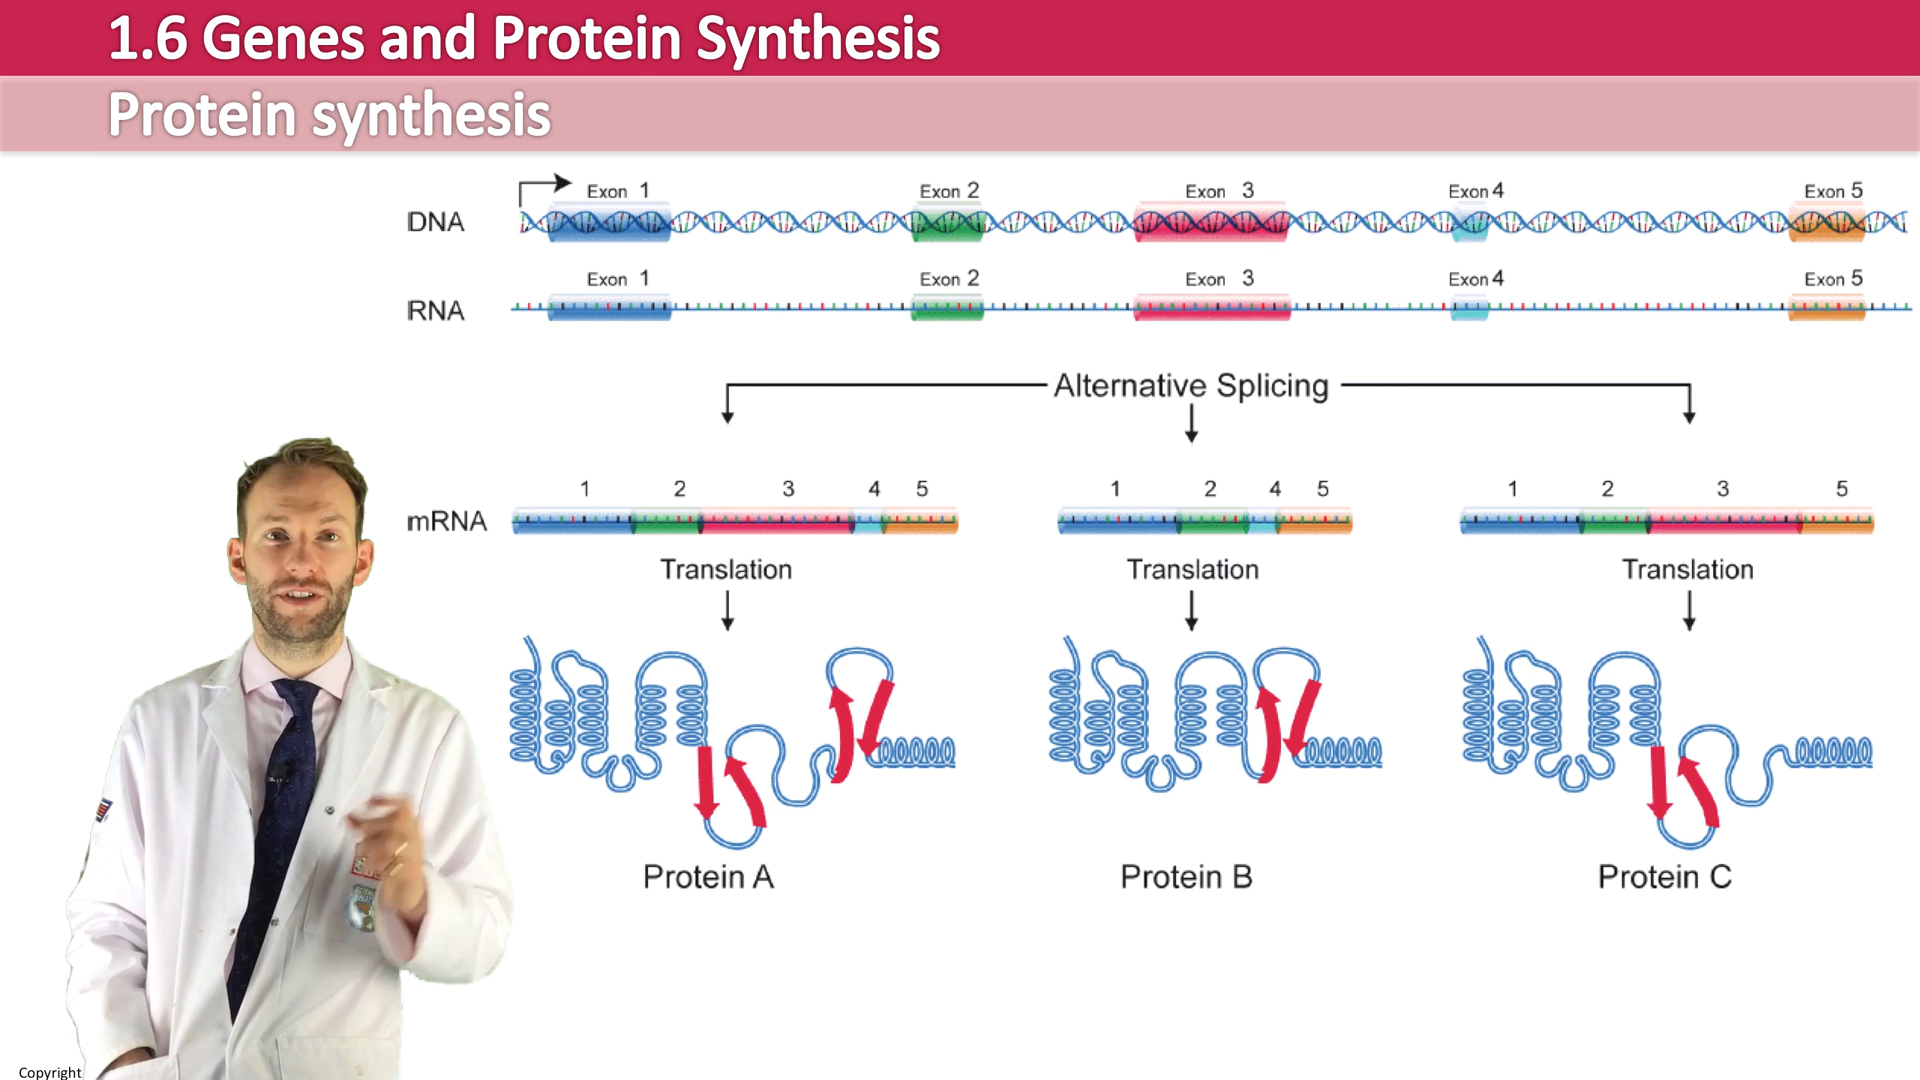 1.6 Genes and Protein Synthesis
Protein synthesis
Exon 1 Exon 2 Exon 3 Exon 4 Exon 5
DNA
Exon 1 Exon 2 Exon 3 Exon 4 Exon 5
RNA
Alternative Splicing
1 2 3 4 5 1 2 4 5 1 2 3 5
mRNA
Translation Translation Translation
Protein A Protein B Protein C
Copyright